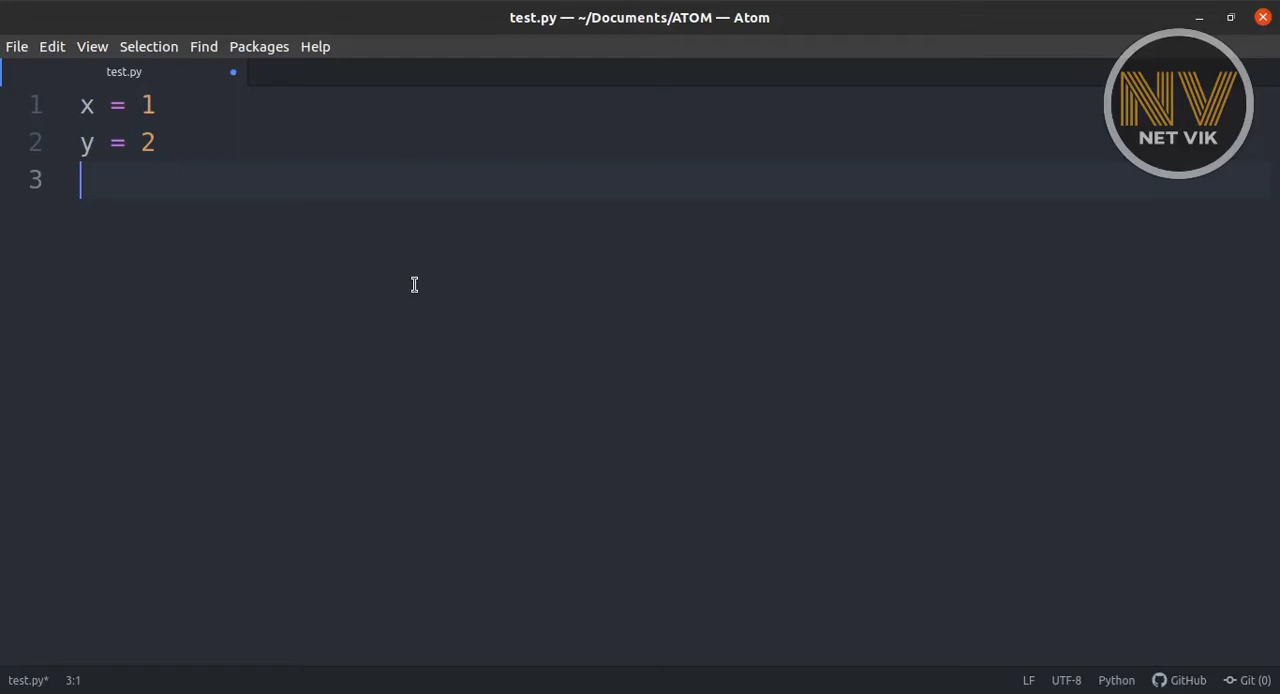 test.py — ~/Documents/ATOM — Atom
File Edit View Selection Find Packages Help
test.py
1 x = 1
2 y = 2
3
NV
NET VIK
test.py* 3:1 LF UTF-8 Python GitHub Git (0)